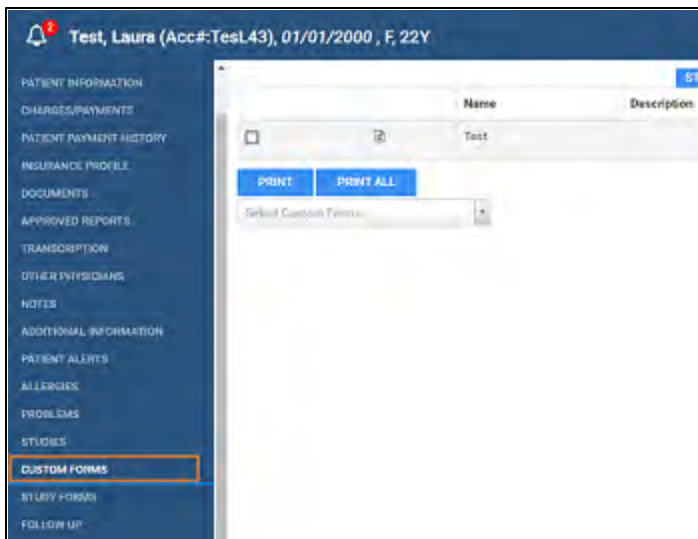 2
Test, Laura (Acc#:TesL43), 01/01/2000 , F, 22Y
PATIENT INFORMATION
CHARGES/PAYMENTS
PATIENT PAYMENT HISTORY
INSURANCE PROFILE
DOCUMENTS
APPROVED REPORTS
TRANSCRIPTION
OTHER PHYSICIANS
NOTES
ADDITIONAL INFORMATION
PATIENT ALERTS
ALLERGIES
PROBLEMS
STUDIES
CUSTOM FORMS
STUDY FORMS
FOLLOW UP
ST
Name Description
Test
PRINT PRINT ALL
Select Custom Forms